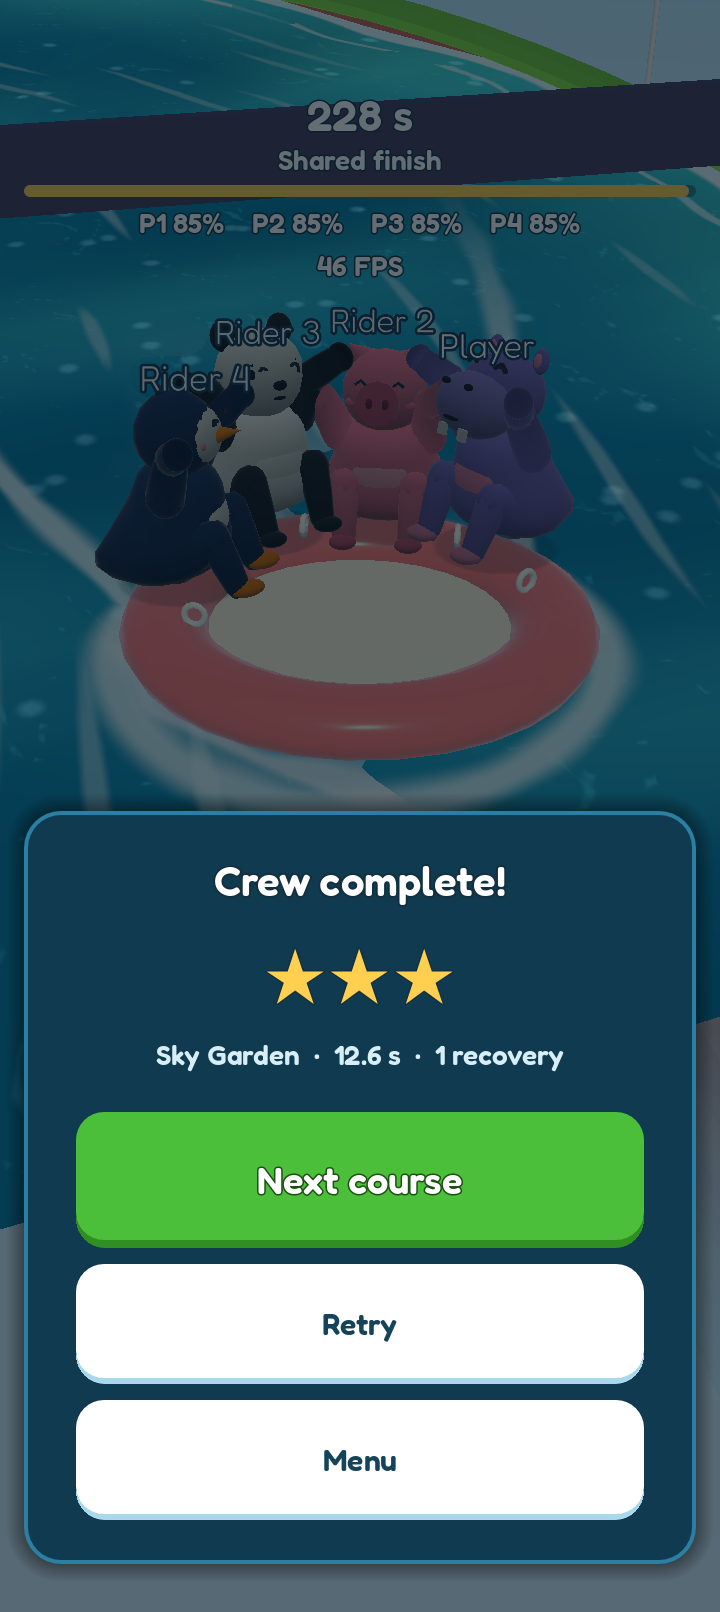 228 s
Shared finish
P1 85% P2 85% P3 85% P4 85%
46 FPS
Rider 3 Rider 2 Player
Rider 4
Crew complete!
★★★
Sky Garden · 12.6 s · 1 recovery
Next course
Retry
Menu